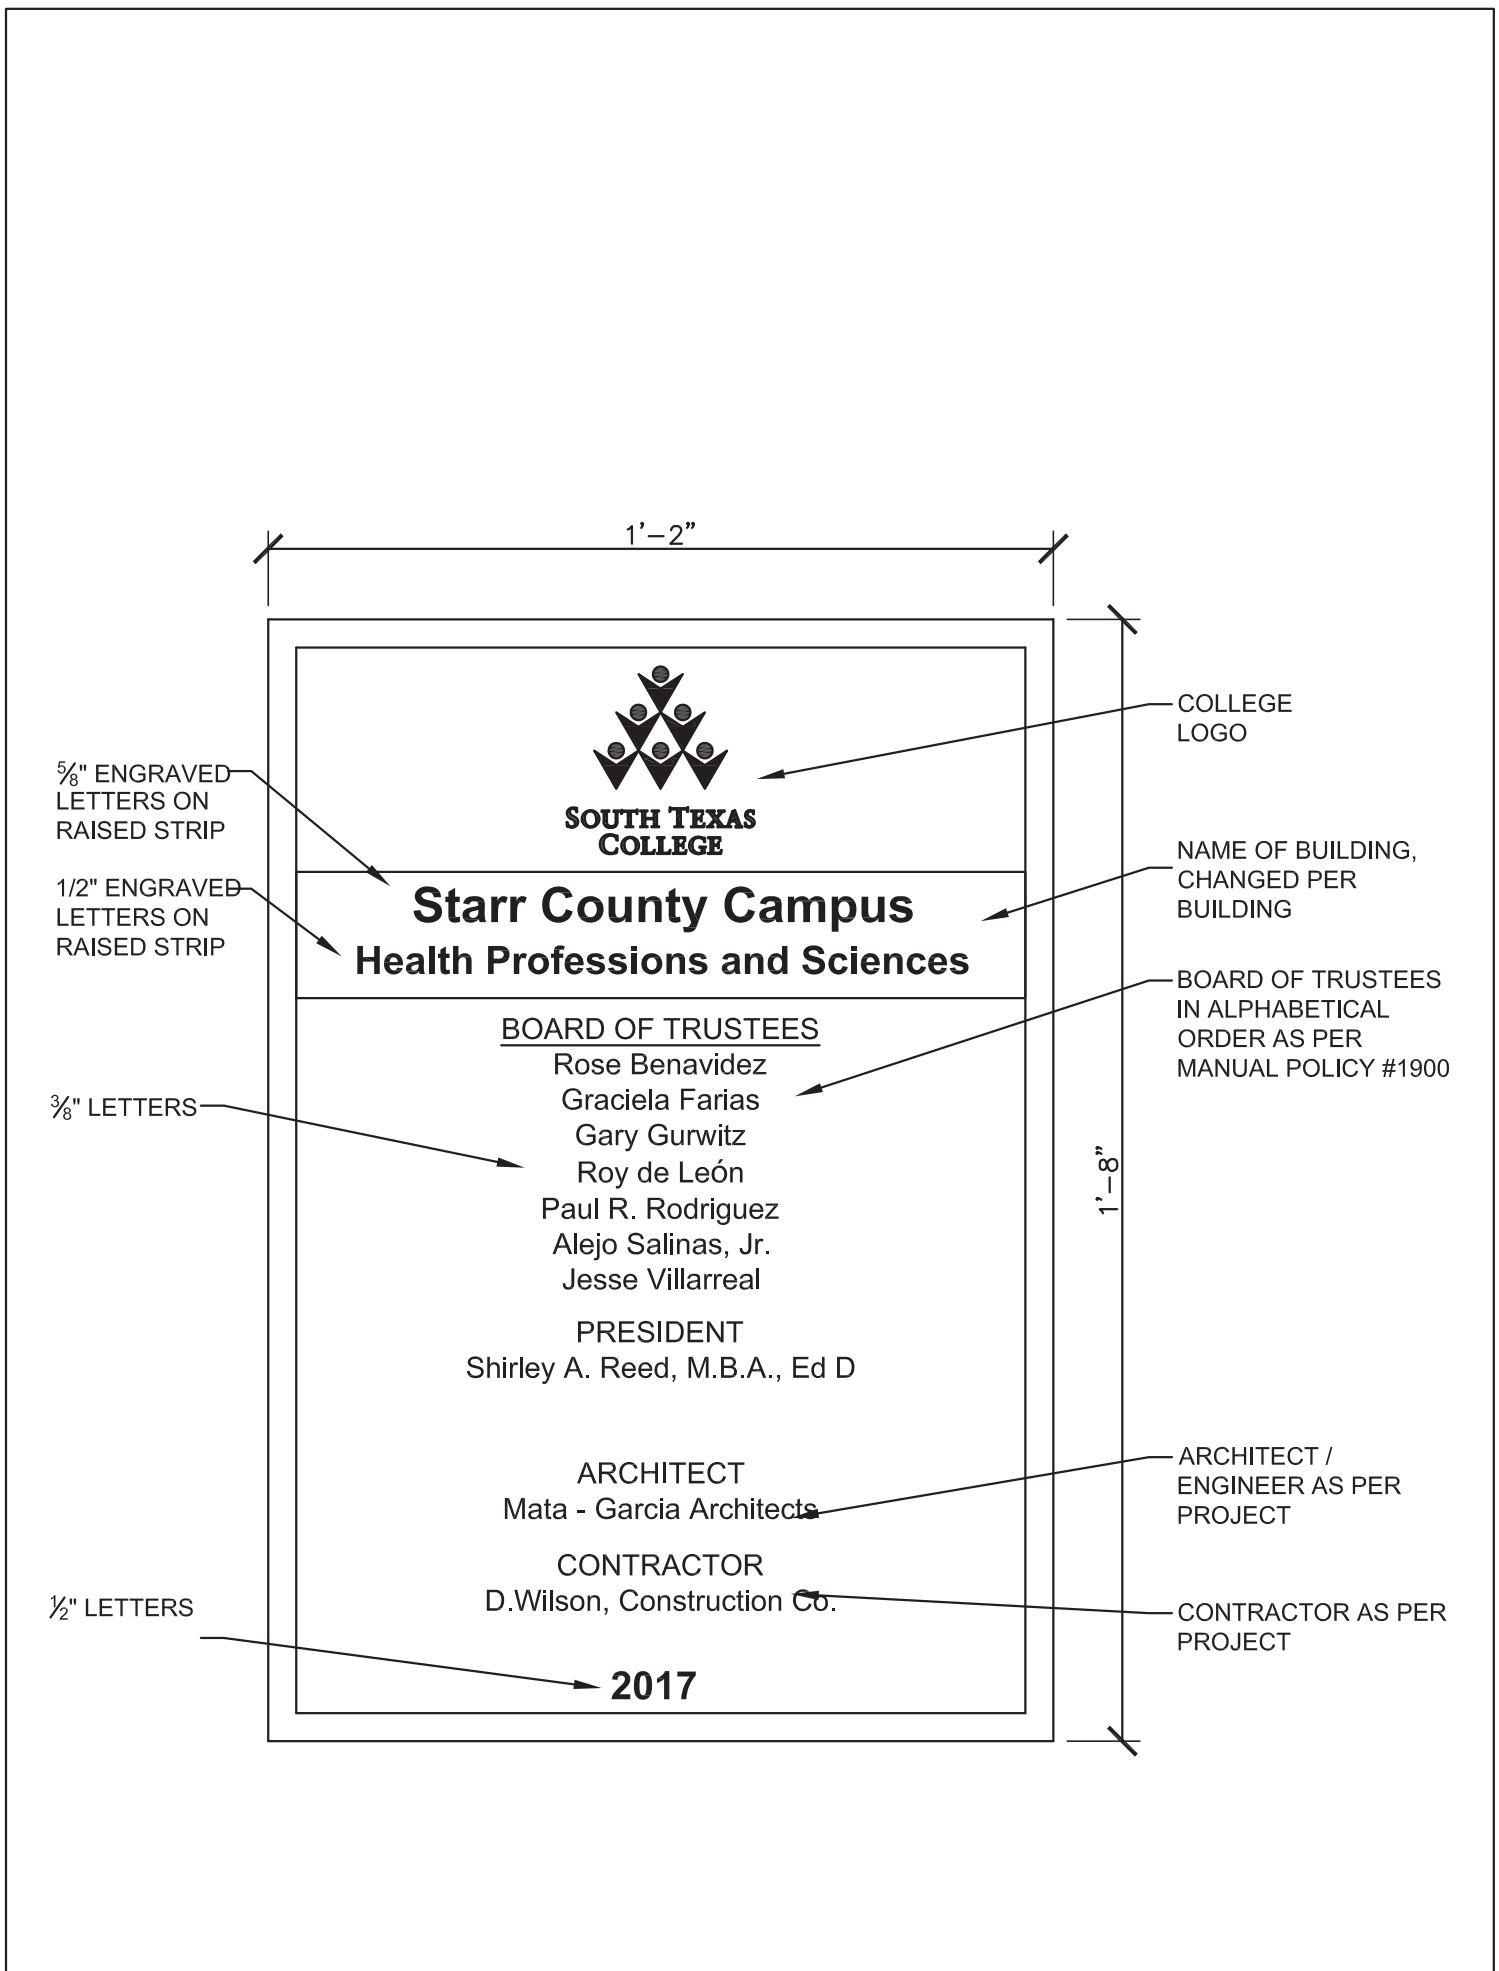 1'-2"
SOUTH TEXAS
COLLEGE
COLLEGE
LOGO
⅝" ENGRAVED
LETTERS ON
RAISED STRIP
Starr County Campus
NAME OF BUILDING,
CHANGED PER
BUILDING
1/2" ENGRAVED
LETTERS ON
RAISED STRIP
Health Professions and Sciences
BOARD OF TRUSTEES
Rose Benavidez
Graciela Farias
Gary Gurwitz
Roy de León
Paul R. Rodriguez
Alejo Salinas, Jr.
Jesse Villarreal
BOARD OF TRUSTEES
IN ALPHABETICAL
ORDER AS PER
MANUAL POLICY #1900
⅜" LETTERS
1'-8"
PRESIDENT
Shirley A. Reed, M.B.A., Ed D
ARCHITECT
Mata - Garcia Architects
ARCHITECT /
ENGINEER AS PER
PROJECT
CONTRACTOR
D.Wilson, Construction Co.
CONTRACTOR AS PER
PROJECT
½" LETTERS
2017